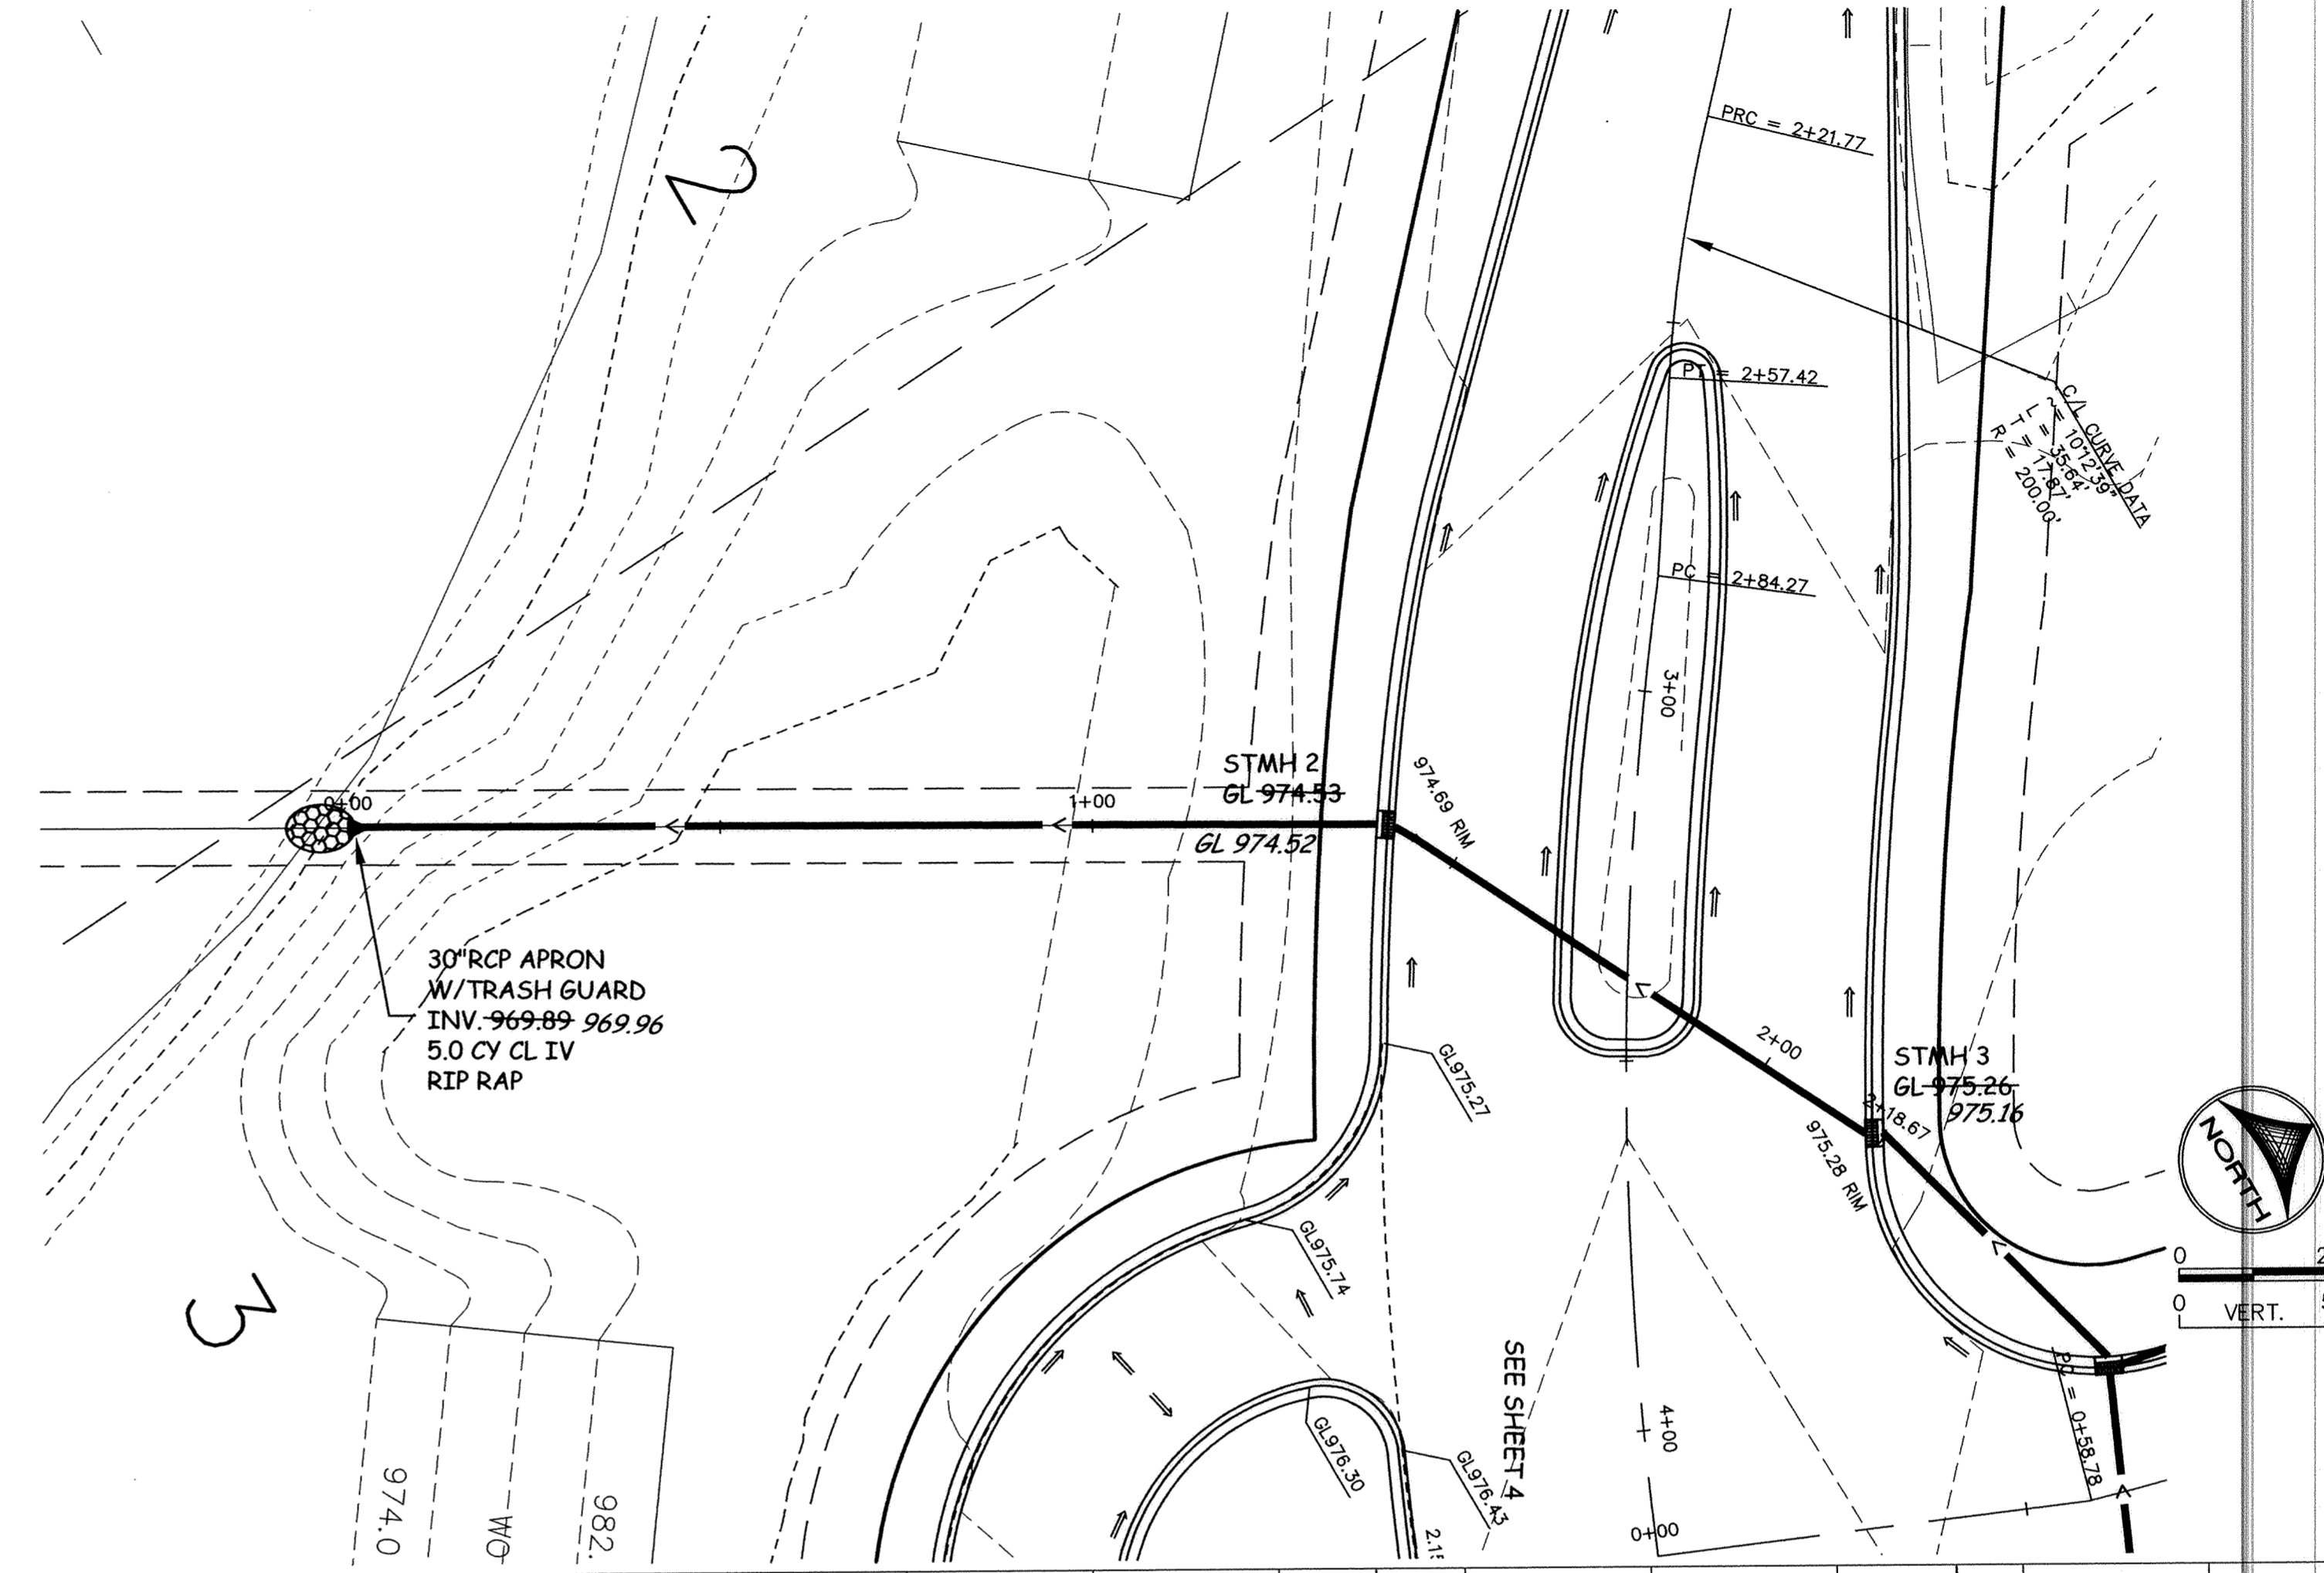 2
PRC = 2+21.77
PT = 2+57.42
C/L CURVE DATA
= 10°12'39"
L = 35.64'
T = 17.87'
R = 200.00'
PC = 2+84.27
3+00
STMH 2
GL 974.53
974.69 RIM
0+00
1+00
GL 974.52
30"RCP APRON
W/TRASH GUARD
INV. 969.89 969.96
5.0 CY CL IV
RIP RAP
2+00
STMH 3
GL 975.26
975.16
2+18.67
975.28 RIM
GL975.27
NORTH
GL975.74
0
0
VERT.
3
SEE SHEET 4
= 0+58.78
GL976.30
4+00
GL976.43
974.0
982.
0+00